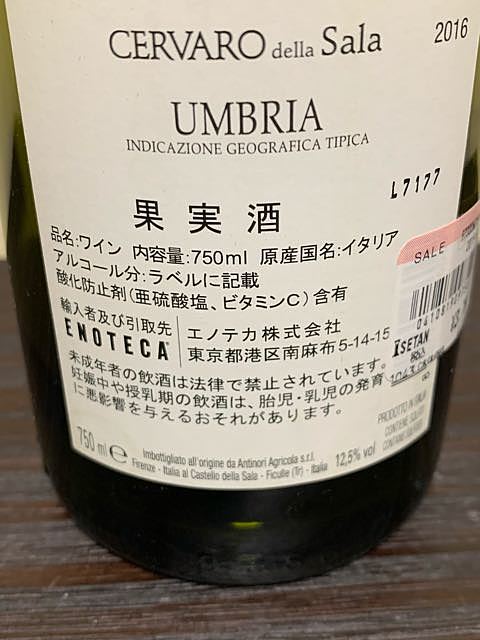 CERVARO della Sala
2016
UMBRIA
INDICAZIONE GEOGRAFICA TIPICA
L7177
果実酒
品名:ワイン 内容量:750ml 原産国名:イタリア
アルコール分:ラベルに記載
酸化防止剤(亜硫酸塩、ビタミンC)含有
輸入者及び引取先
ENOTECA
エノテカ株式会社
東京都港区南麻布5-14-15
SALE
ISETAN
未成年者の飲酒は法律で禁止されています。
妊娠中や授乳期の飲酒は、胎児・乳児の発育
に悪影響を与えるおそれがあります。
PRODOTTO IN ITALIA
750 ml e
Imbottigliato all'origine da Antinori Agricola s.r.l.
Firenze - Italia al Castello della Sala - Ficulle (Tr) - Italia
12,5% vol